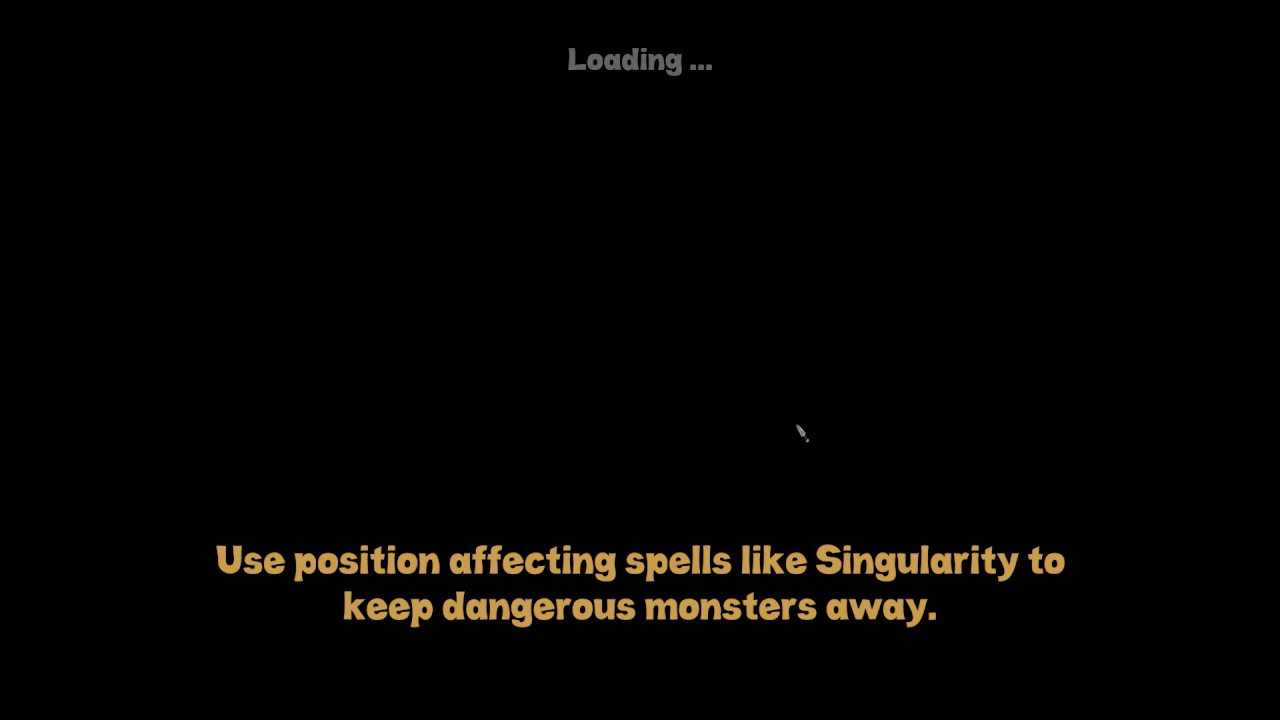 Loading ...
Use position affecting spells like Singularity to
keep dangerous monsters away.